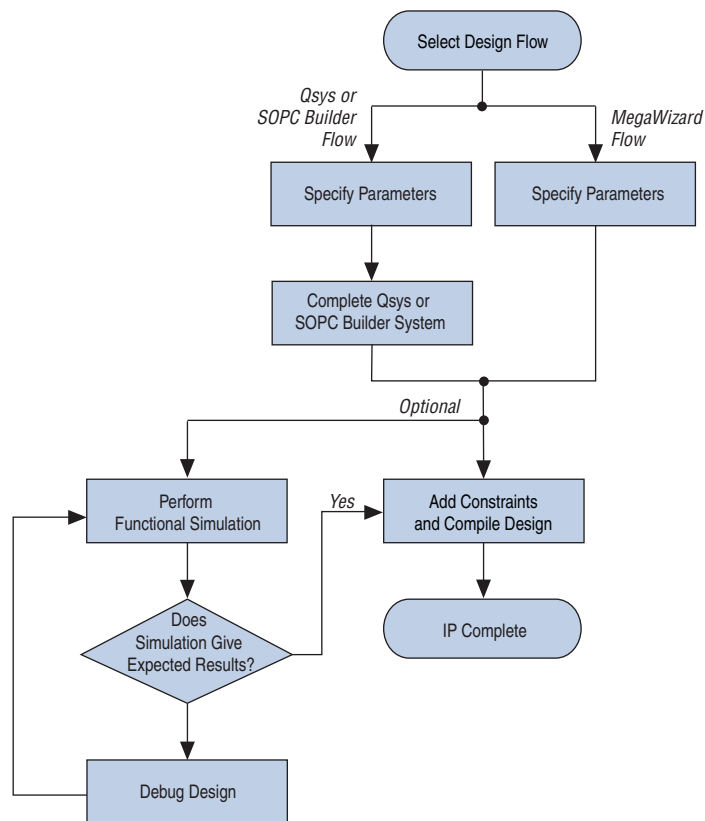 Select Design Flow
Qsys or
SOPC Builder
Flow
MegaWizard
Flow
Specify Parameters
Specify Parameters
Complete Qsys or
SOPC Builder System
Optional
Perform
Functional Simulation
Yes
Add Constraints
and Compile Design
Does
Simulation Give
Expected Results?
IP Complete
Debug Design